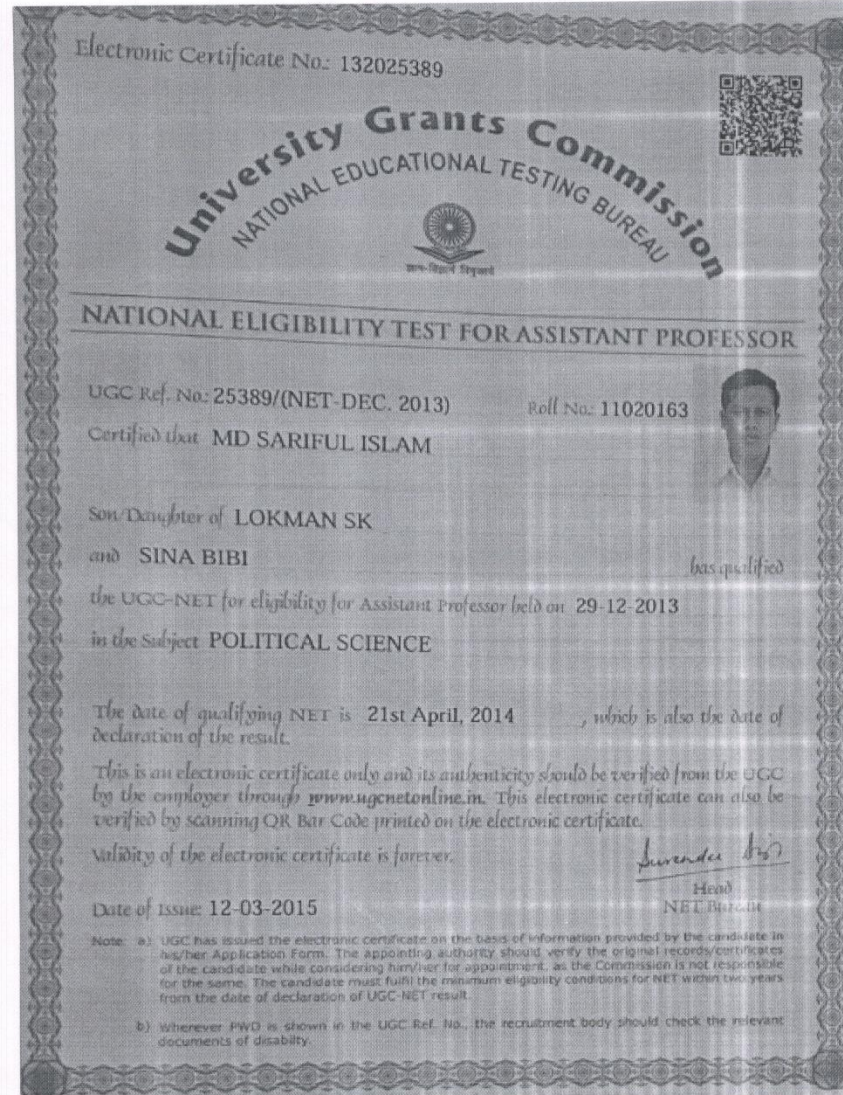 Electronic Certificate No.: 132025389
University Grants Commission
NATIONAL EDUCATIONAL TESTING BUREAU
ज्ञान-विज्ञानं विमुक्तये
NATIONAL ELIGIBILITY TEST FOR ASSISTANT PROFESSOR
UGC Ref. No.: 25389/(NET-DEC. 2013) Roll No.: 11020163
Certified that MD SARIFUL ISLAM
Son/Daughter of LOKMAN SK
and SINA BIBI has qualified
the UGC-NET for eligibility for Assistant Professor held on 29-12-2013
in the Subject POLITICAL SCIENCE
The date of qualifying NET is 21st April, 2014 , which is also the date of
declaration of the result.
This is an electronic certificate only and its authenticity should be verified from the UGC
by the employer through www.ugcnetonline.in. This electronic certificate can also be
verified by scanning QR Bar Code printed on the electronic certificate.
Validity of the electronic certificate is forever.
Head
Date of Issue: 12-03-2015 NET Bureau
Note: a) UGC has issued the electronic certificate on the basis of information provided by the candidate in
his/her Application Form. The appointing authority should verify the original records/certificates
of the candidate while considering him/her for appointment, as the Commission is not responsible
for the same. The candidate must fulfil the minimum eligibility conditions for NET within two years
from the date of declaration of UGC-NET result.
b) Wherever PWD is shown in the UGC Ref. No., the recruitment body should check the relevant
documents of disabilty.